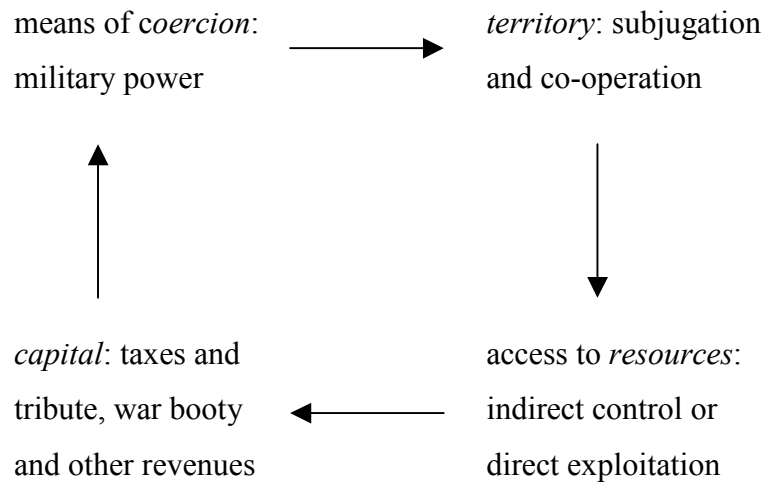 means of coercion:
military power
territory: subjugation
and co-operation
capital: taxes and
tribute, war booty
and other revenues
access to resources:
indirect control or
direct exploitation